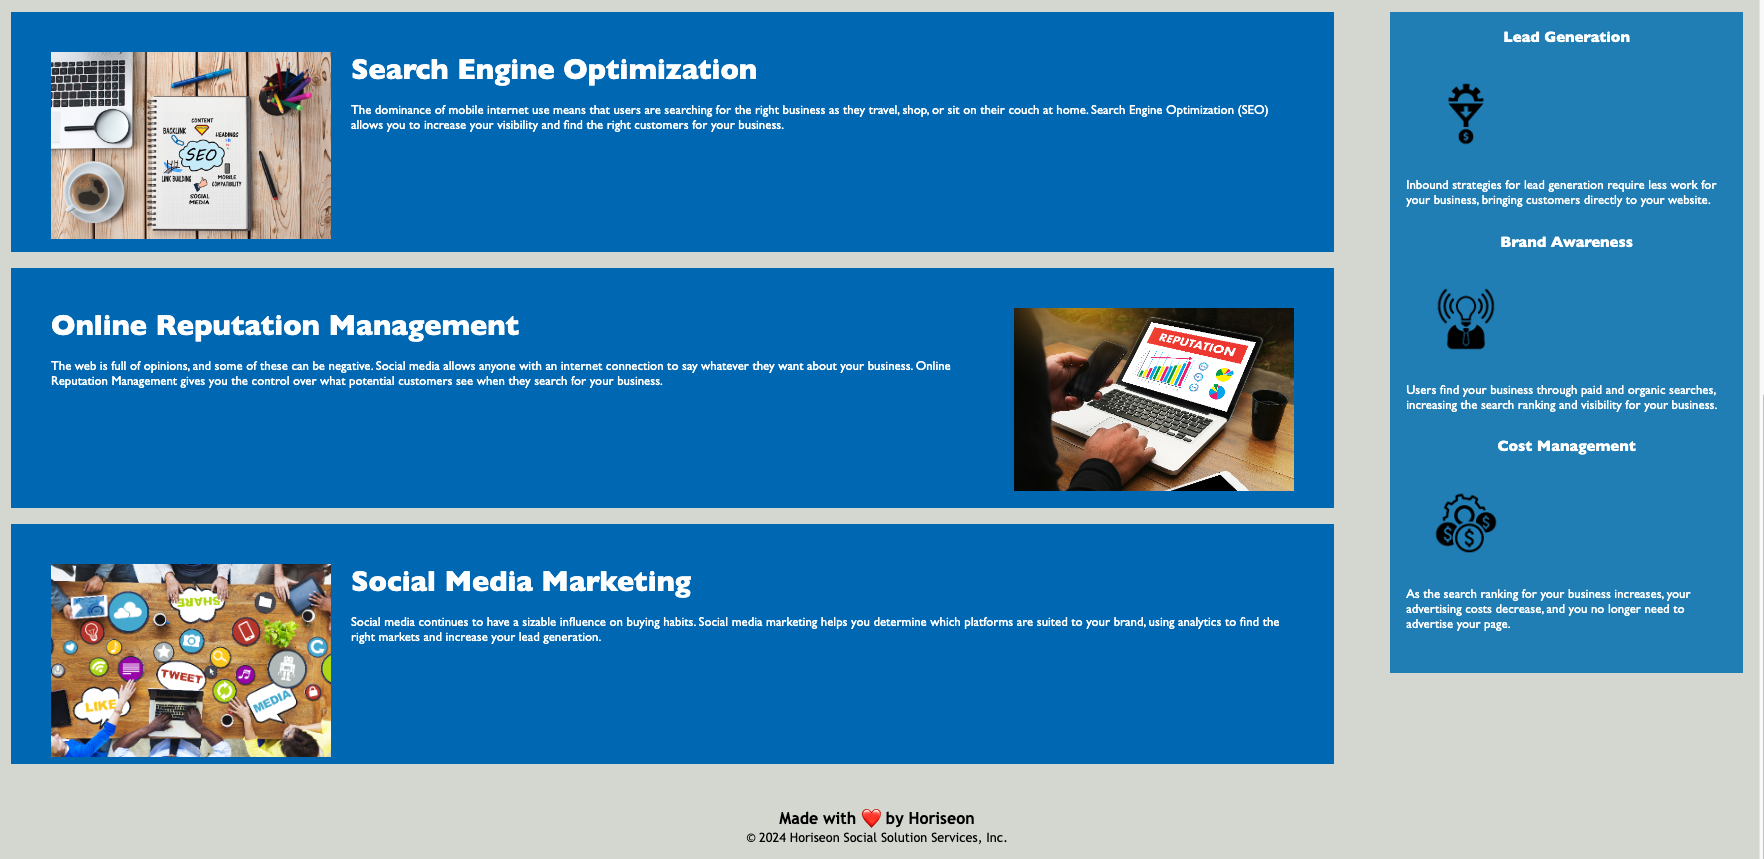 Search Engine Optimization
The dominance of mobile internet use means that users are searching for the right business as they travel, shop, or sit on their couch at home. Search Engine Optimization (SEO)
allows you to increase your visibility and find the right customers for your business.
CONTENT
BACKLINK
HEADINGS
SEO
LINK BUILDING
MOBILE
COMPATIBILITY
SOCIAL
MEDIA
Online Reputation Management
The web is full of opinions, and some of these can be negative. Social media allows anyone with an internet connection to say whatever they want about your business. Online
Reputation Management gives you the control over what potential customers see when they search for your business.
REPUTATION
Social Media Marketing
Social media continues to have a sizable influence on buying habits. Social media marketing helps you determine which platforms are suited to your brand, using analytics to find the
right markets and increase your lead generation.
SHARE
TWEET
LIKE
MEDIA
Lead Generation
$
Inbound strategies for lead generation require less work for
your business, bringing customers directly to your website.
Brand Awareness
Users find your business through paid and organic searches,
increasing the search ranking and visibility for your business.
Cost Management
$ $ $
As the search ranking for your business increases, your
advertising costs decrease, and you no longer need to
advertise your page.
Made with ❤️ by Horiseon
© 2024 Horiseon Social Solution Services, Inc.